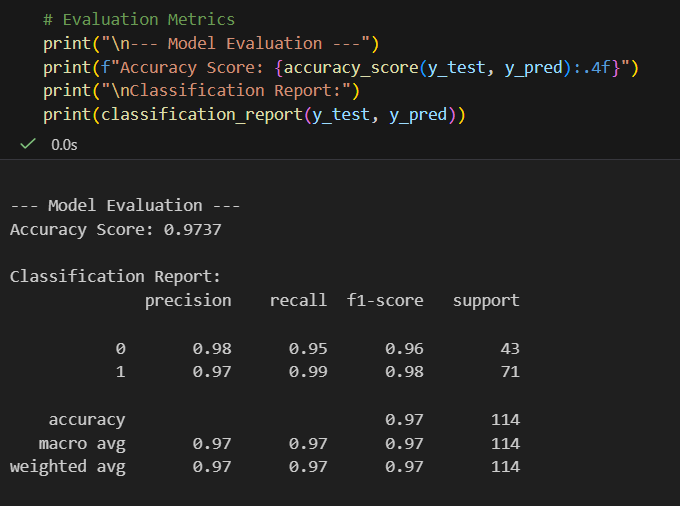 # Evaluation Metrics
print("\n--- Model Evaluation ---")
print(f"Accuracy Score: {accuracy_score(y_test, y_pred):.4f}")
print("\nClassification Report:")
print(classification_report(y_test, y_pred))
0.0s
--- Model Evaluation ---
Accuracy Score: 0.9737
Classification Report:
precision recall f1-score support
0 0.98 0.95 0.96 43
1 0.97 0.99 0.98 71
accuracy 0.97 114
macro avg 0.97 0.97 0.97 114
weighted avg 0.97 0.97 0.97 114